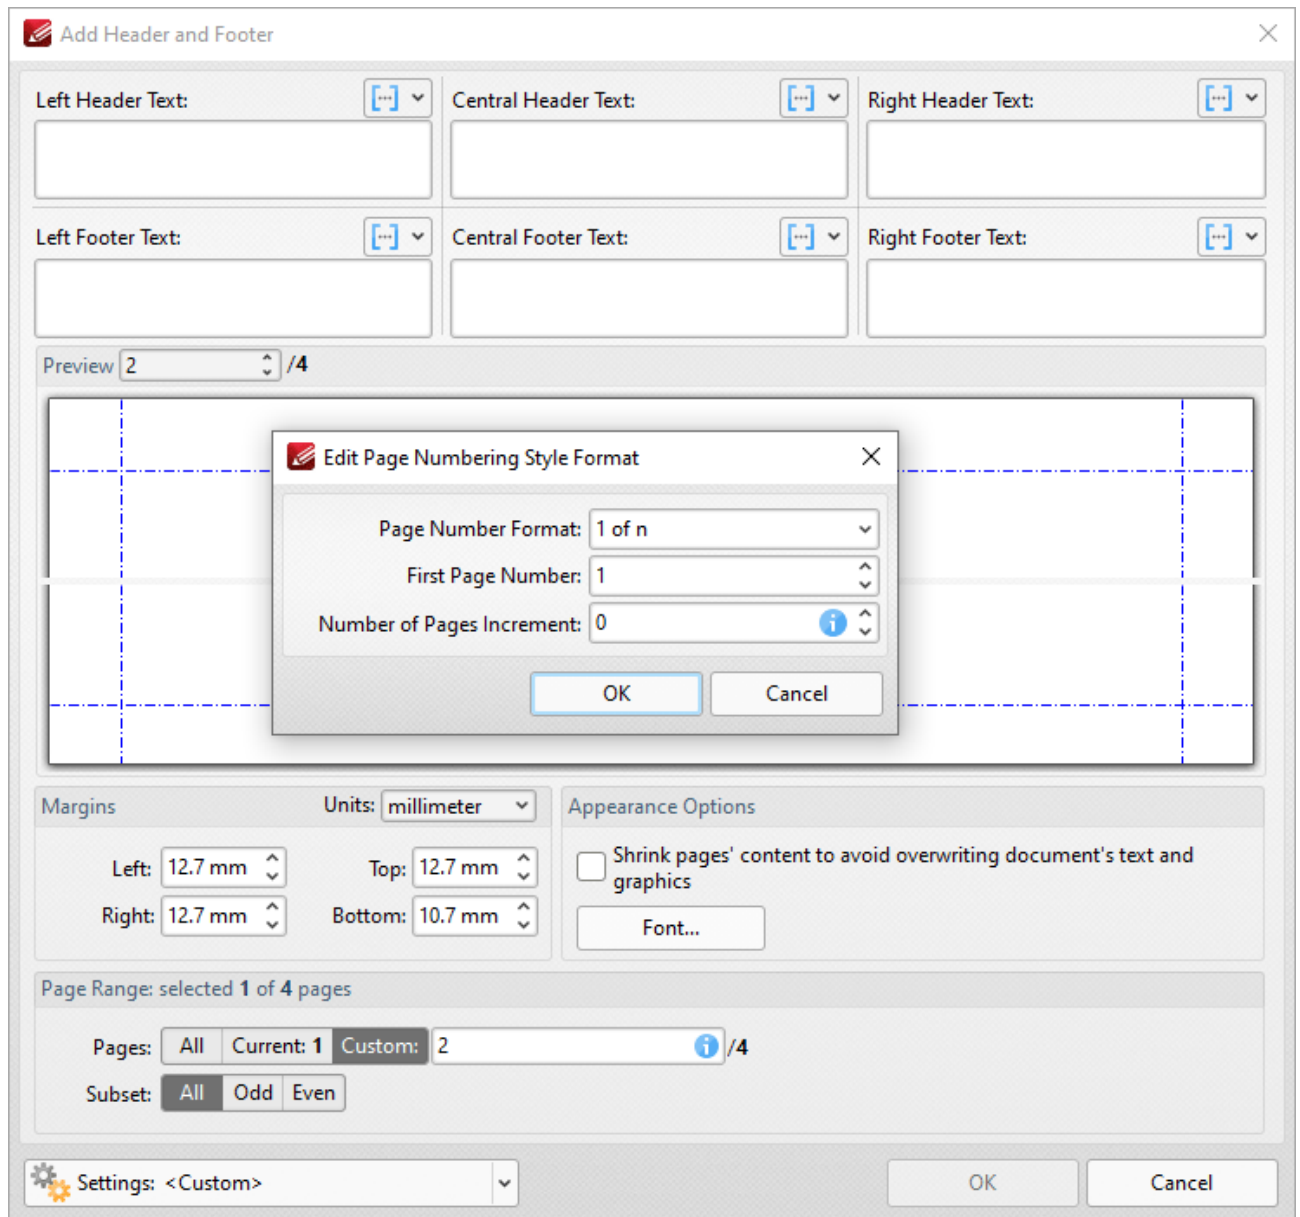 Add Header and Footer
Left Header Text:
Central Header Text:
Right Header Text:
Left Footer Text:
Central Footer Text:
Right Footer Text:
Preview 2 /4
Edit Page Numbering Style Format
Page Number Format: 1 of n
First Page Number: 1
Number of Pages Increment: 0
OK Cancel
Margins Units: millimeter
Left: 12.7 mm Top: 12.7 mm
Right: 12.7 mm Bottom: 10.7 mm
Appearance Options
Shrink pages' content to avoid overwriting document's text and
graphics
Font...
Page Range: selected 1 of 4 pages
Pages: All Current: 1 Custom: 2 /4
Subset: All Odd Even
Settings: <Custom>
OK Cancel